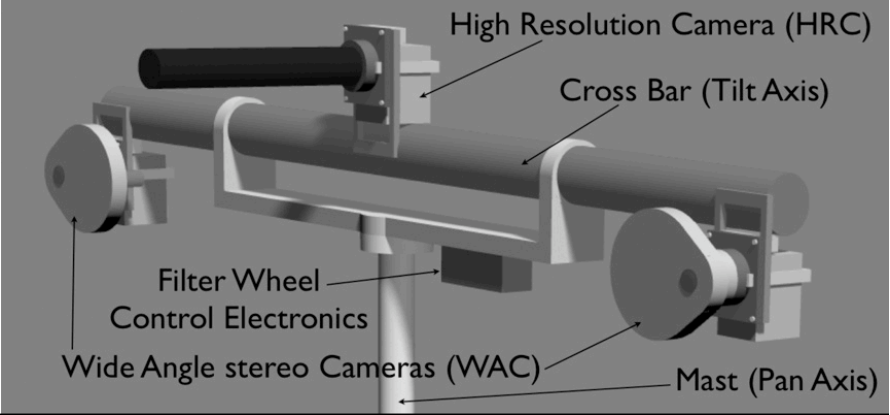 High Resolution Camera (HRC)
Cross Bar (Tilt Axis)
Filter Wheel
Control Electronics
Wide Angle stereo Cameras (WAC)
Mast (Pan Axis)